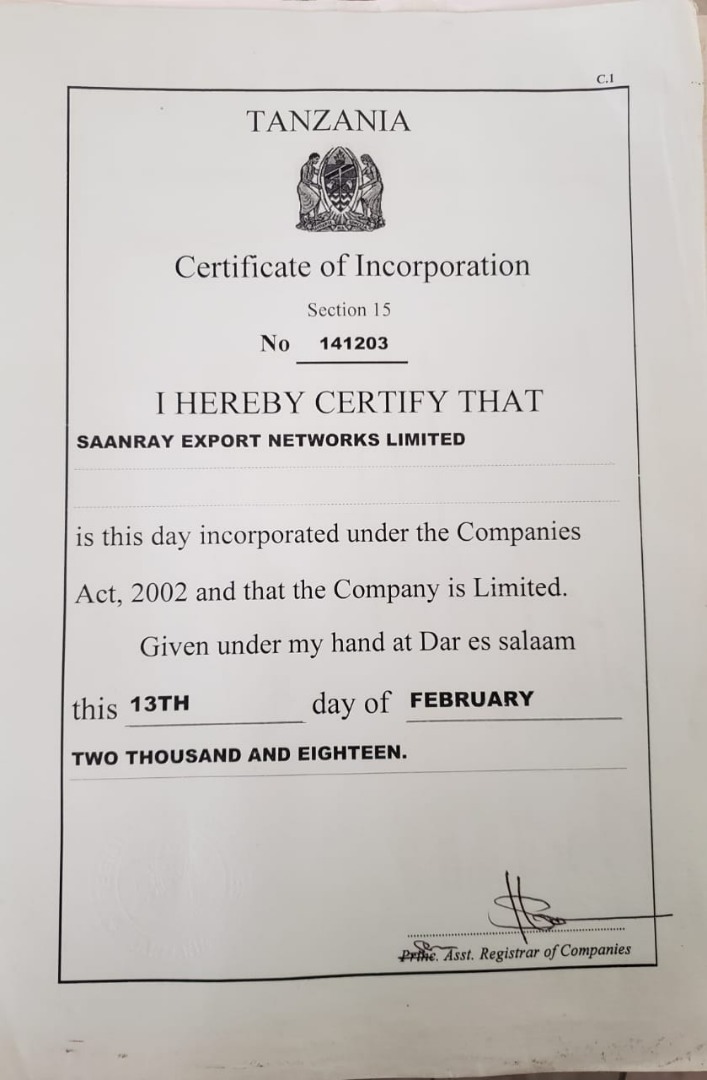 C.1
TANZANIA
Certificate of Incorporation
Section 15
No 141203
I HEREBY CERTIFY THAT
SAANRAY EXPORT NETWORKS LIMITED
is this day incorporated under the Companies
Act, 2002 and that the Company is Limited.
Given under my hand at Dar es salaam
this 13TH day of FEBRUARY
TWO THOUSAND AND EIGHTEEN.
Asst. Registrar of Companies